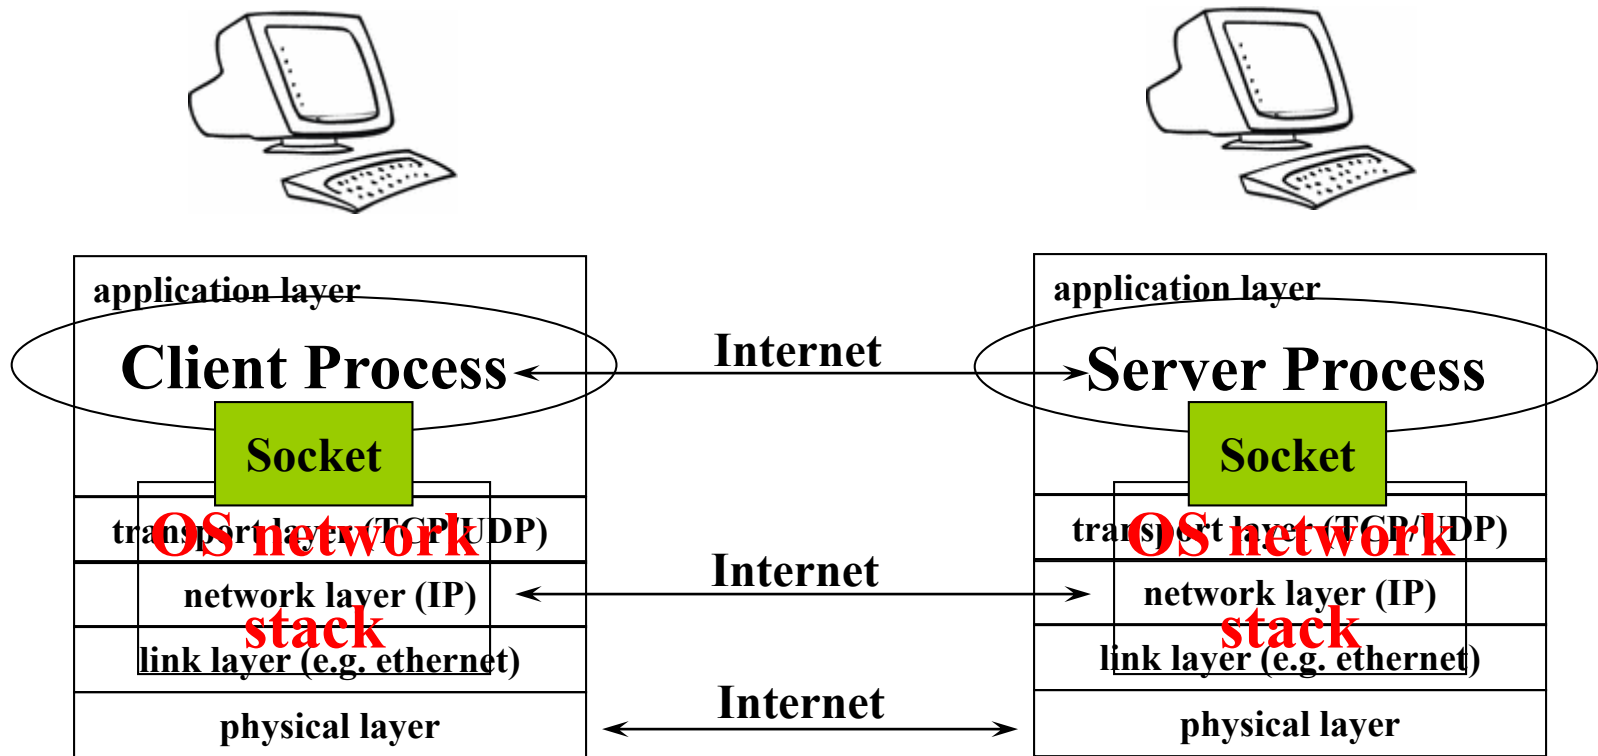 application layer
Client Process
Socket
transport layer (TCP/UDP)
OS network
network layer (IP)
stack
link layer (e.g. ethernet)
physical layer
Internet
Internet
Internet
application layer
Server Process
Socket
transport layer (TCP/UDP)
OS network
network layer (IP)
stack
link layer (e.g. ethernet)
physical layer